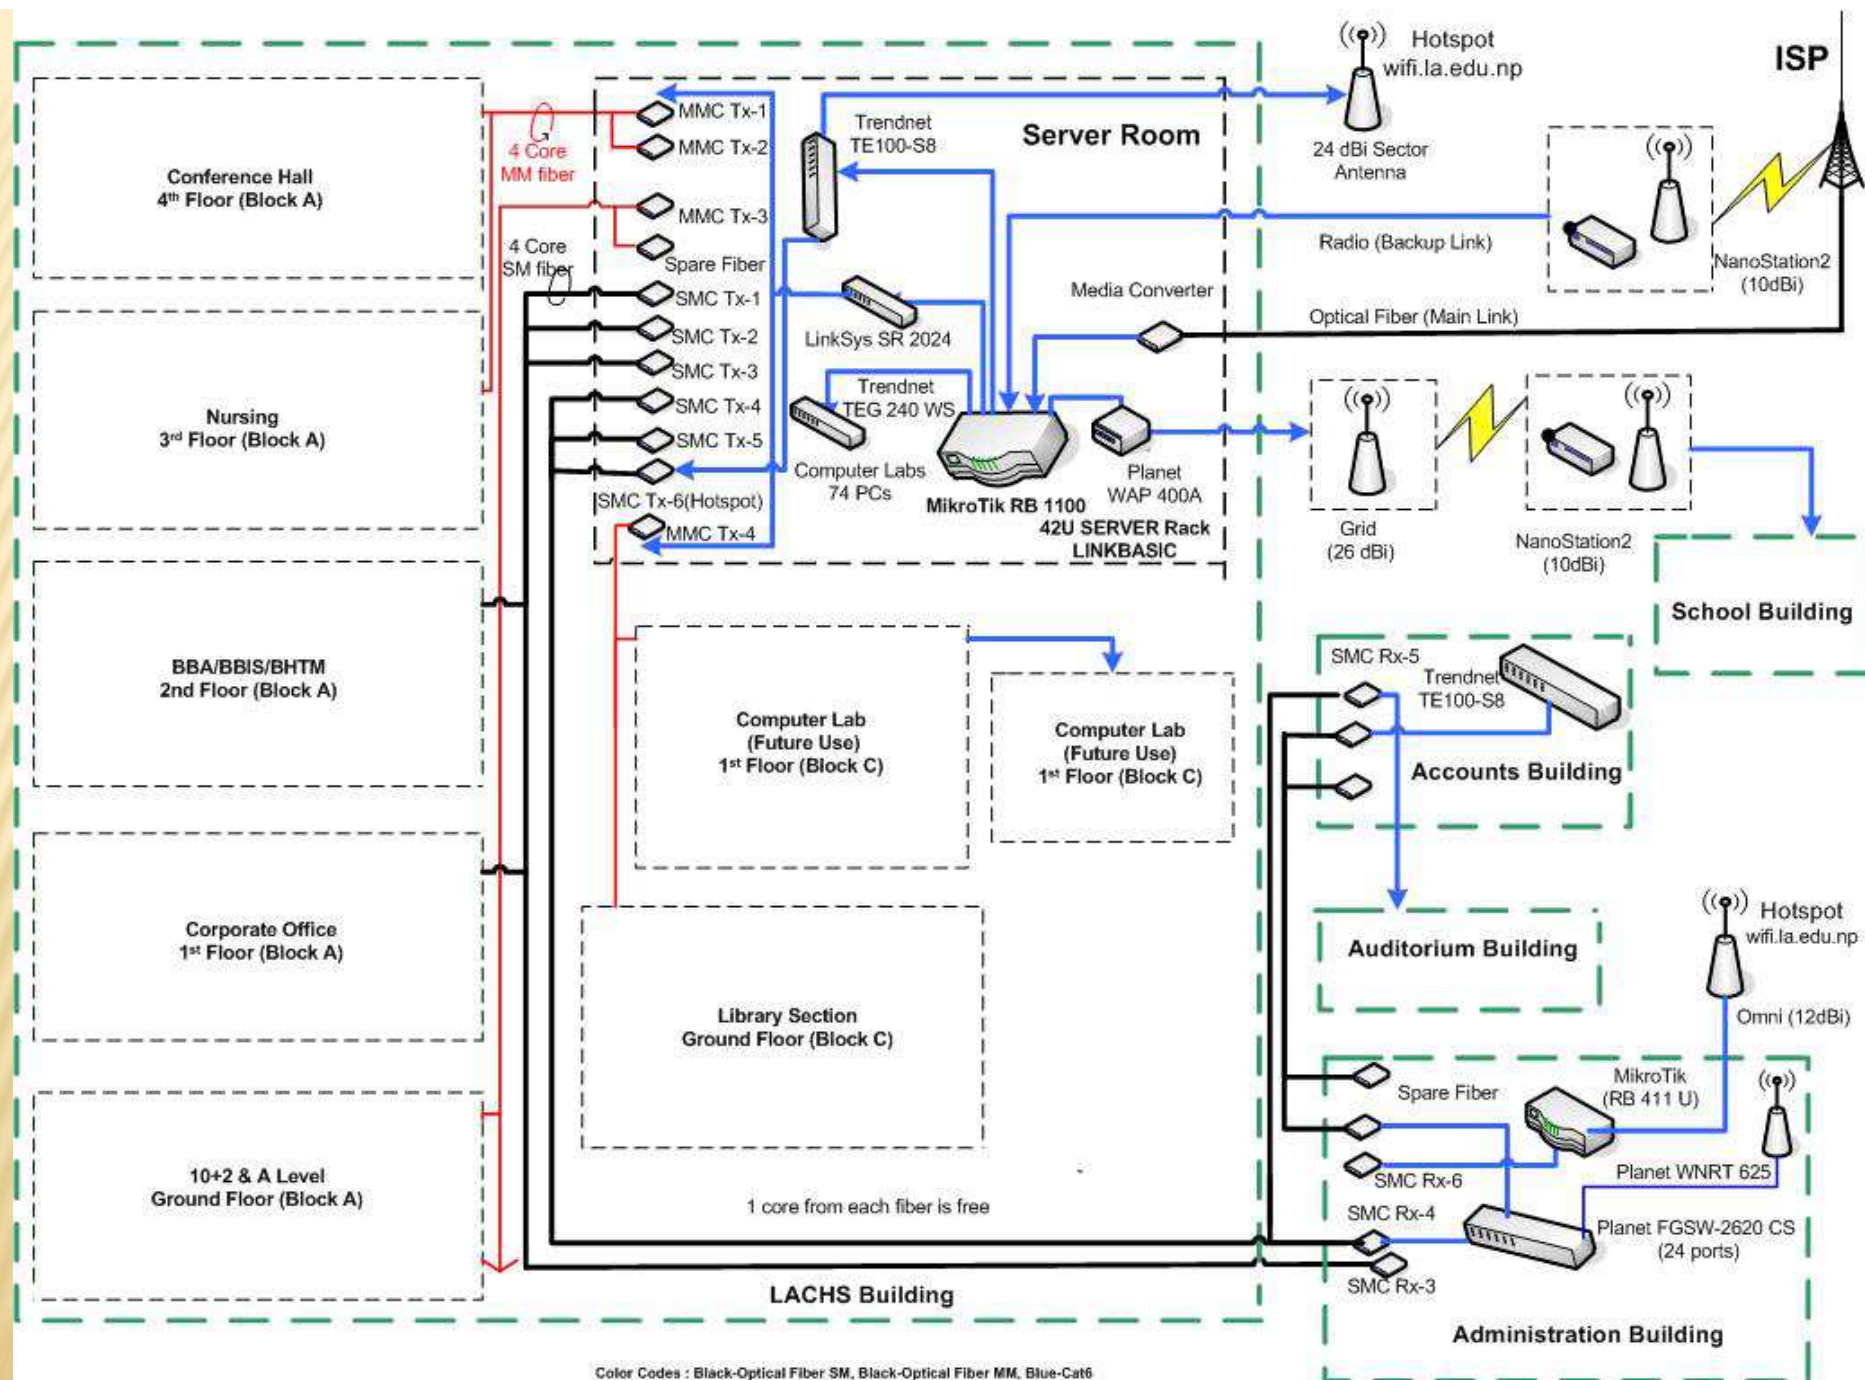 Conference Hall
4th Floor (Block A)
Nursing
3rd Floor (Block A)
BBA/BBIS/BHTM
2nd Floor (Block A)
Corporate Office
1st Floor (Block A)
10+2 & A Level
Ground Floor (Block A)
4 Core
MM fiber
4 Core
SM fiber
MMC Tx-1
MMC Tx-2
MMC Tx-3
Spare Fiber
SMC Tx-1
SMC Tx-2
SMC Tx-3
SMC Tx-4
SMC Tx-5
SMC Tx-6(Hotspot)
MMC Tx-4
Trendnet
TE100-S8
Server Room
LinkSys SR 2024
Media Converter
Trendnet
TEG 240 WS
Computer Labs
74 PCs
MikroTik RB 1100
Planet
WAP 400A
42U SERVER Rack
LINKBASIC
Hotspot
wifi.la.edu.np
24 dBi Sector
Antenna
ISP
Radio (Backup Link)
NanoStation2
(10dBi)
Optical Fiber (Main Link)
Grid
(26 dBi)
NanoStation2
(10dBi)
School Building
Computer Lab
(Future Use)
1st Floor (Block C)
Computer Lab
(Future Use)
1st Floor (Block C)
Library Section
Ground Floor (Block C)
1 core from each fiber is free
LACHS Building
SMC Rx-5
Trendnet
TE100-S8
Accounts Building
Auditorium Building
Hotspot
wifi.la.edu.np
Omni (12dBi)
Spare Fiber
MikroTik
(RB 411 U)
SMC Rx-6
Planet WNRT 625
SMC Rx-4
Planet FGSW-2620 CS
(24 ports)
SMC Rx-3
Administration Building
Color Codes : Black-Optical Fiber SM, Black-Optical Fiber MM, Blue-Cat6